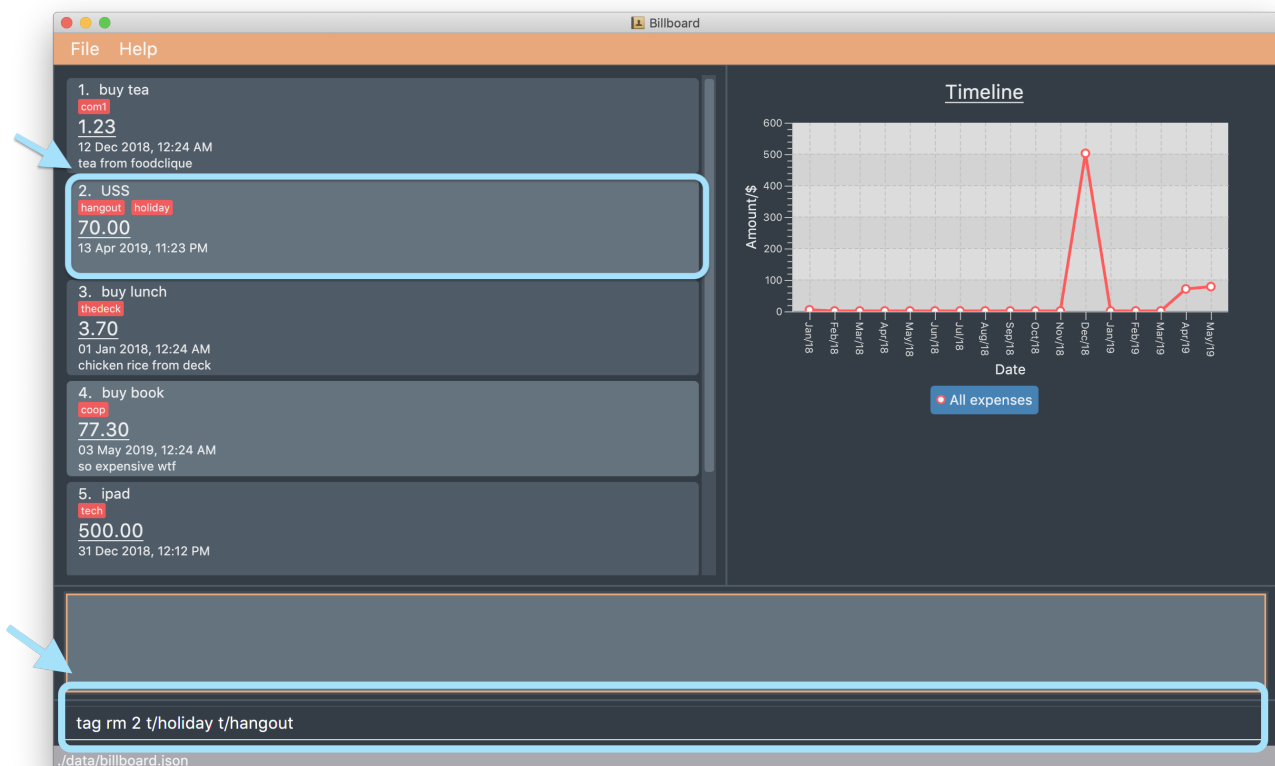 Billboard
File Help
1. buy tea
com1
1.23
12 Dec 2018, 12:24 AM
tea from foodclique
2. USS
hangout holiday
70.00
13 Apr 2019, 11:23 PM
3. buy lunch
thedeck
3.70
01 Jan 2018, 12:24 AM
chicken rice from deck
4. buy book
coop
77.30
03 May 2019, 12:24 AM
so expensive wtf
5. ipad
tech
500.00
31 Dec 2018, 12:12 PM
Timeline
600
500
400
300
200
100
0
Amount/$
Jan/18
Feb/18
Mar/18
Apr/18
May/18
Jun/18
Jul/18
Aug/18
Sep/18
Oct/18
Nov/18
Dec/18
Jan/19
Feb/19
Mar/19
Apr/19
May/19
Date
All expenses
tag rm 2 t/holiday t/hangout
./data/billboard.json